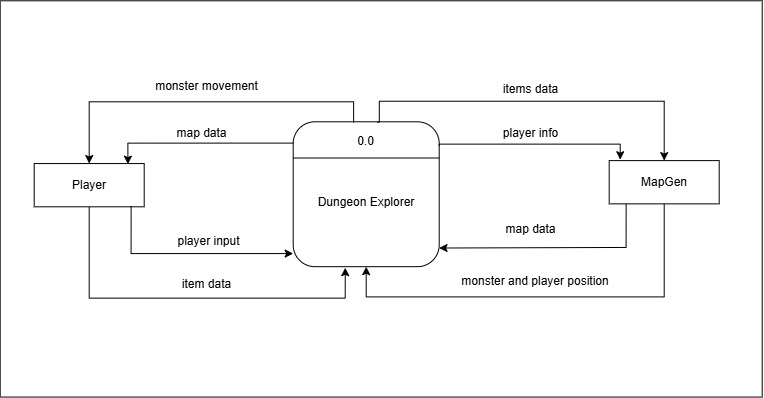 monster movement
items data
map data
player info
0.0
Player
MapGen
Dungeon Explorer
player input
map data
item data
monster and player position